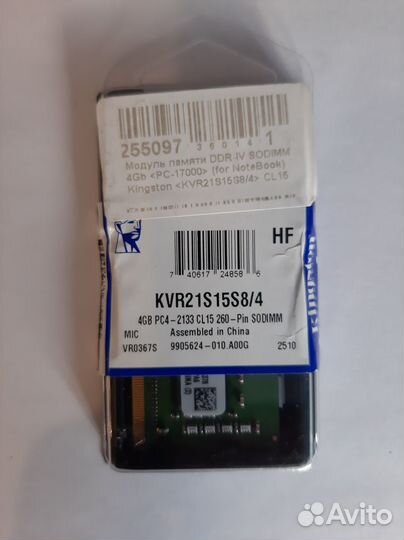 255097
36014 1
Модуль памяти DDR-IV SODIMM
4Gb <PC-17000> (for NoteBook)
Kingston <KVR21S15S8/4> CL15
HF
7 40617 24858 6
KVR21S15S8/4
4GB PC4-2133 CL15 260-Pin SODIMM
MIC
Assembled in China
VR0367S
9905624-010.A00G
2510
Avito